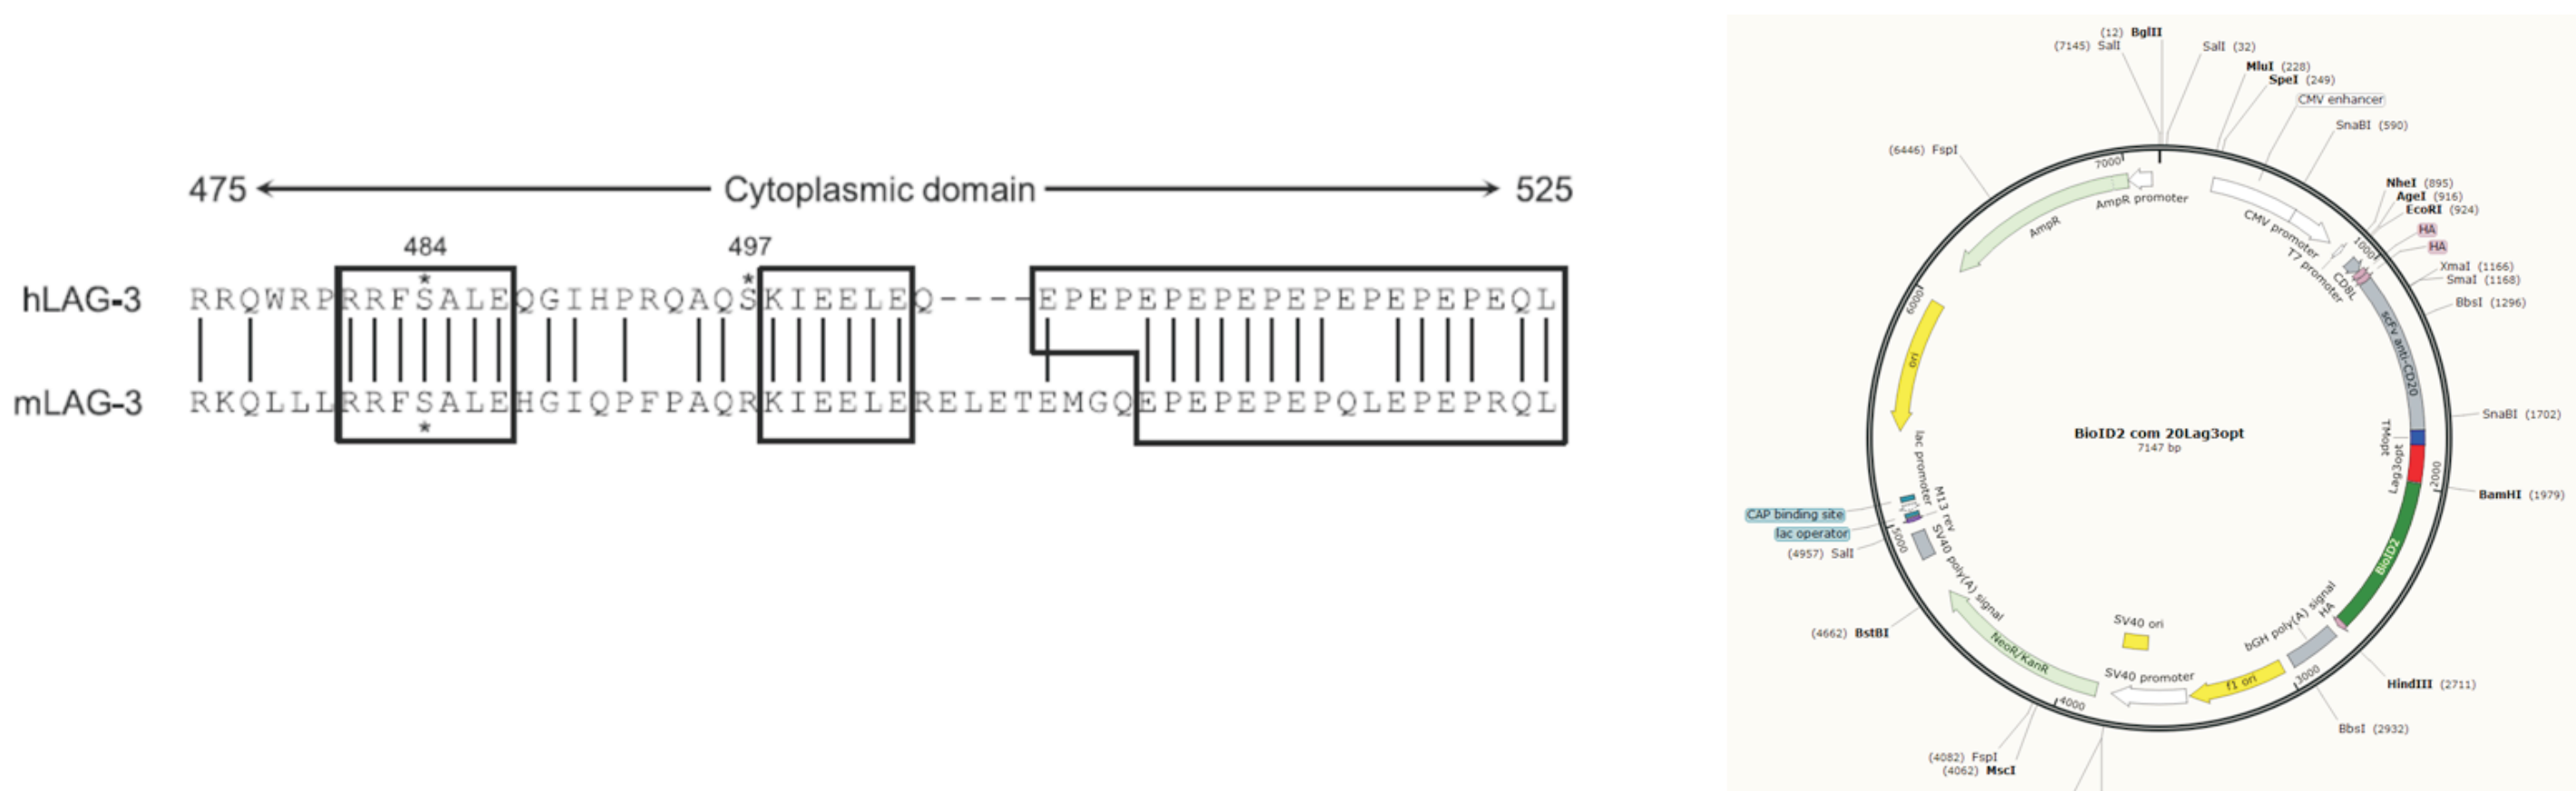 475 Cytoplasmic domain 525
484 497
* *
hLAG-3 RRQWRPRRFSALEQGIHPRQAQSKIEELEQ----EPEPEPEPEPEPEPEPEPEQL
mLAG-3 RKQLLLRRFSALEHGIQPFPAQRKIEELERELETEMGQEPEPEPEPQLEPEPRQL
*
(12) BglII
(7145) SalI
SalI (32)
MluI (228)
SpeI (249)
CMV enhancer
SnaBI (590)
(6446) FspI
NheI (895)
AgeI (916)
EcoRI (924)
HA
HA
XmaI (1166)
SmaI (1168)
BbsI (1296)
SnaBI (1702)
BamHI (1979)
HindIII (2711)
BbsI (2932)
(4082) FspI
(4062) MscI
(4662) BstBI
(4957) SalI
lac operator
CAP binding site
7000
1000
2000
3000
4000
5000
6000
AmpR promoter
AmpR
CMV promoter
T7 promoter
CD8L
scFv anti-CD20
TMopt
Lag3opt
BioID2
HA
bGH poly(A) signal
f1 ori
SV40 ori
SV40 promoter
NeoR/KanR
SV40 poly(A) signal
M13 rev
lac promoter
ori
BioID2 com 20Lag3opt
7147 bp